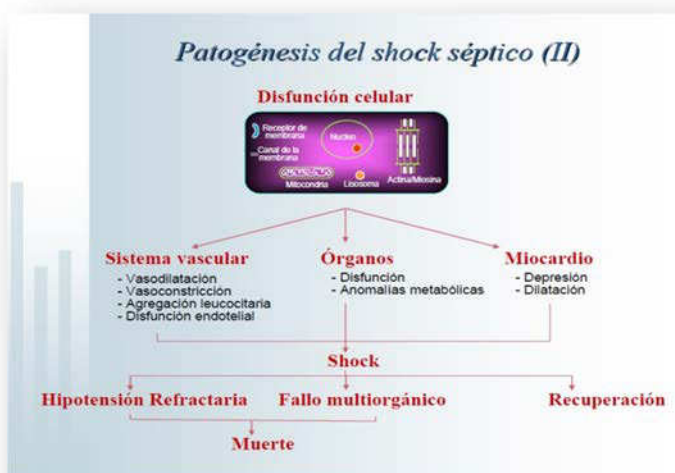 Patogénesis del shock séptico (II)
Disfunción celular
Receptor de
membrana
Canal de la
membrana
Nucleo
Mitocondria
Lisosoma
Actina/Miosina
Sistema vascular
- Vasodilatación
- Vasoconstricción
- Agregación leucocitaria
- Disfunción endotelial
Órganos
- Disfunción
- Anomalías metabólicas
Miocardio
- Depresión
- Dilatación
Shock
Hipotensión Refractaria
Fallo multiorgánico
Recuperación
Muerte